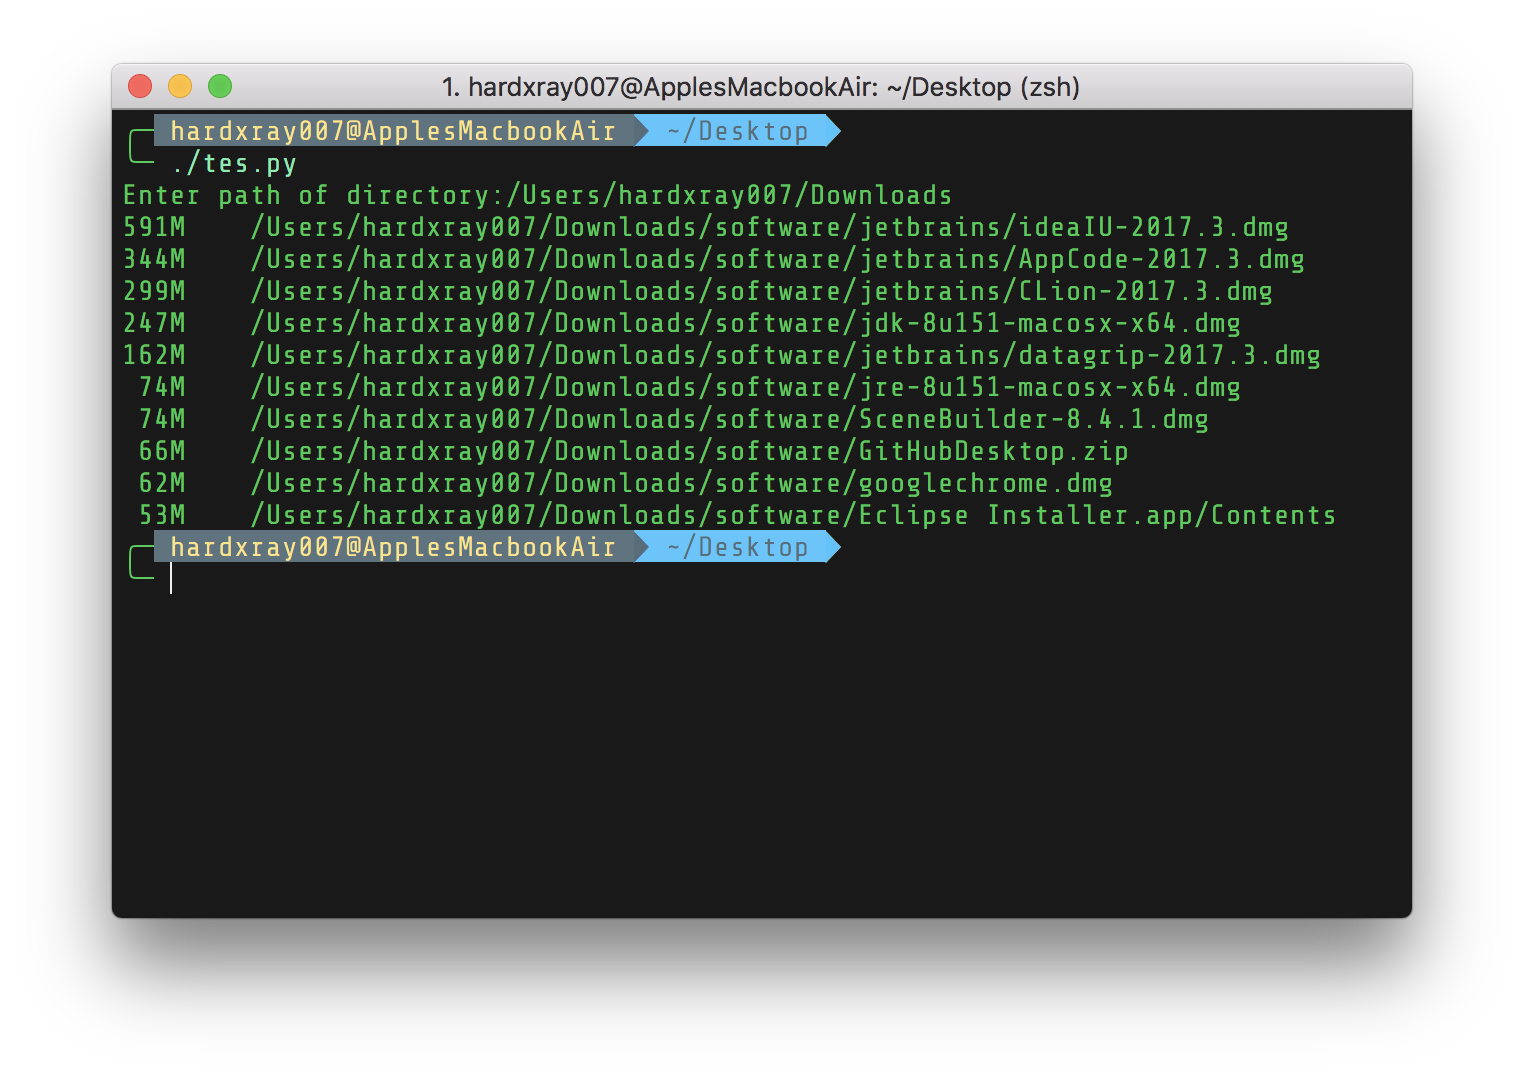 1. hardxray007@ApplesMacbookAir: ~/Desktop (zsh)
hardxray007@ApplesMacbookAir ~/Desktop
./tes.py
Enter path of directory:/Users/hardxray007/Downloads
591M    /Users/hardxray007/Downloads/software/jetbrains/ideaIU-2017.3.dmg
344M    /Users/hardxray007/Downloads/software/jetbrains/AppCode-2017.3.dmg
299M    /Users/hardxray007/Downloads/software/jetbrains/CLion-2017.3.dmg
247M    /Users/hardxray007/Downloads/software/jdk-8u151-macosx-x64.dmg
162M    /Users/hardxray007/Downloads/software/jetbrains/datagrip-2017.3.dmg
 74M    /Users/hardxray007/Downloads/software/jre-8u151-macosx-x64.dmg
 74M    /Users/hardxray007/Downloads/software/SceneBuilder-8.4.1.dmg
 66M    /Users/hardxray007/Downloads/software/GitHubDesktop.zip
 62M    /Users/hardxray007/Downloads/software/googlechrome.dmg
 53M    /Users/hardxray007/Downloads/software/Eclipse Installer.app/Contents
hardxray007@ApplesMacbookAir ~/Desktop